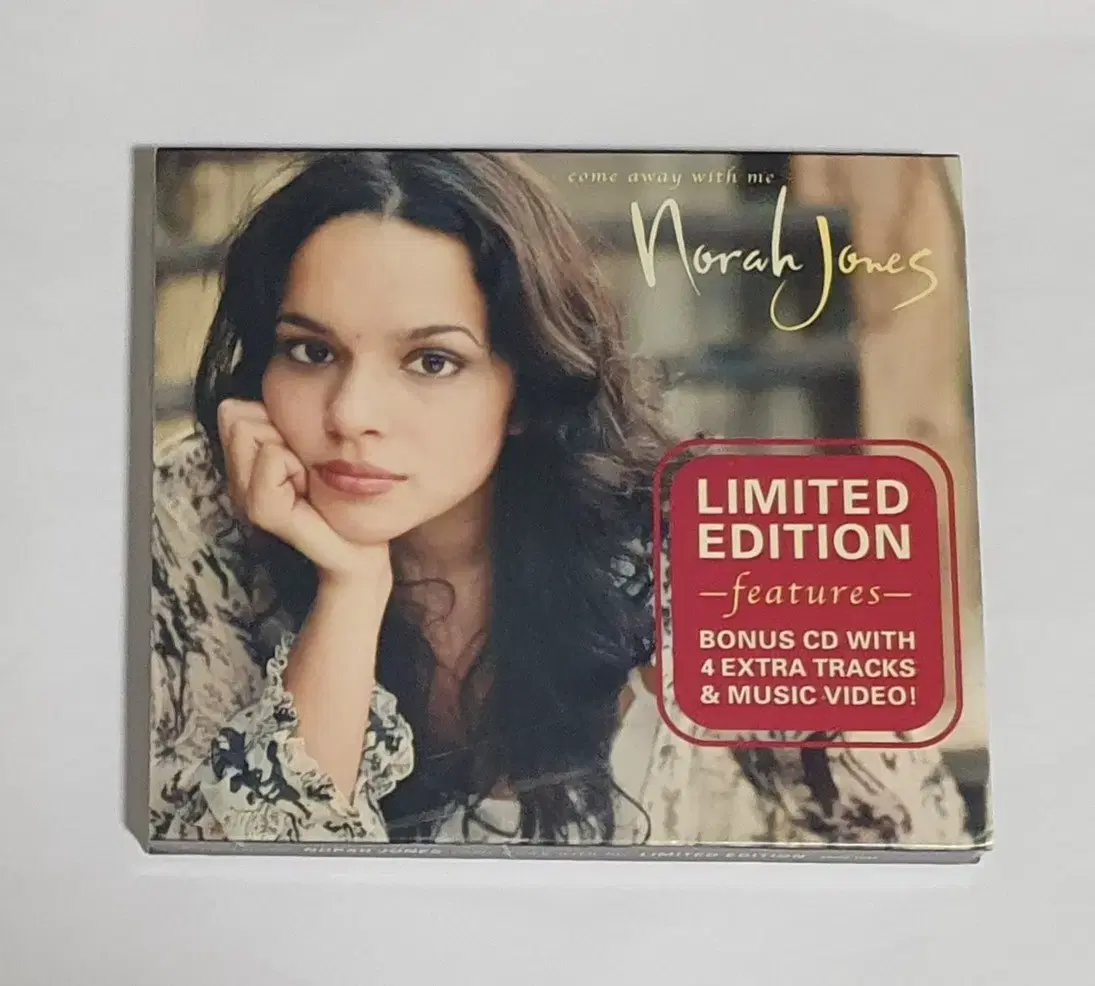 come away with me
Norah Jones
LIMITED
EDITION
—features—
BONUS CD WITH
4 EXTRA TRACKS
& MUSIC VIDEO!
NORAH JONES LIMITED EDITION